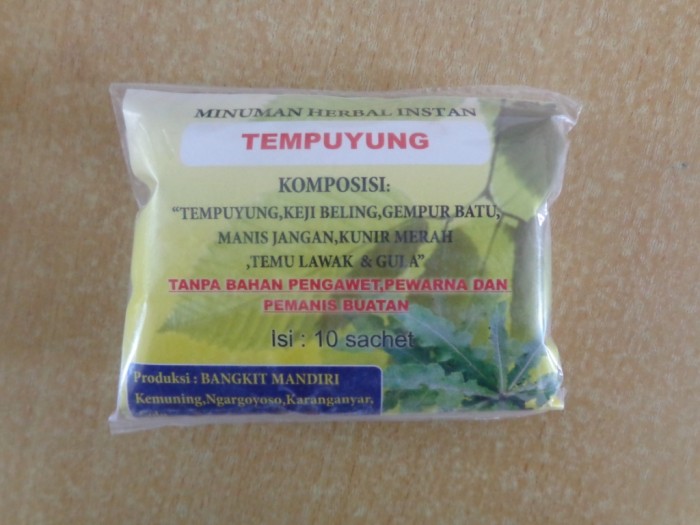 MINUMAN HERBAL INSTAN
TEMPUYUNG
KOMPOSISI:
“TEMPUYUNG,KEJI BELING,GEMPUR BATU,
MANIS JANGAN,KUNIR MERAH
,TEMU LAWAK & GULA”
TANPA BAHAN PENGAWET,PEWARNA DAN
PEMANIS BUATAN
Isi : 10 sachet
Produksi : BANGKIT MANDIRI
Kemuning,Ngargoyoso,Karanganyar,